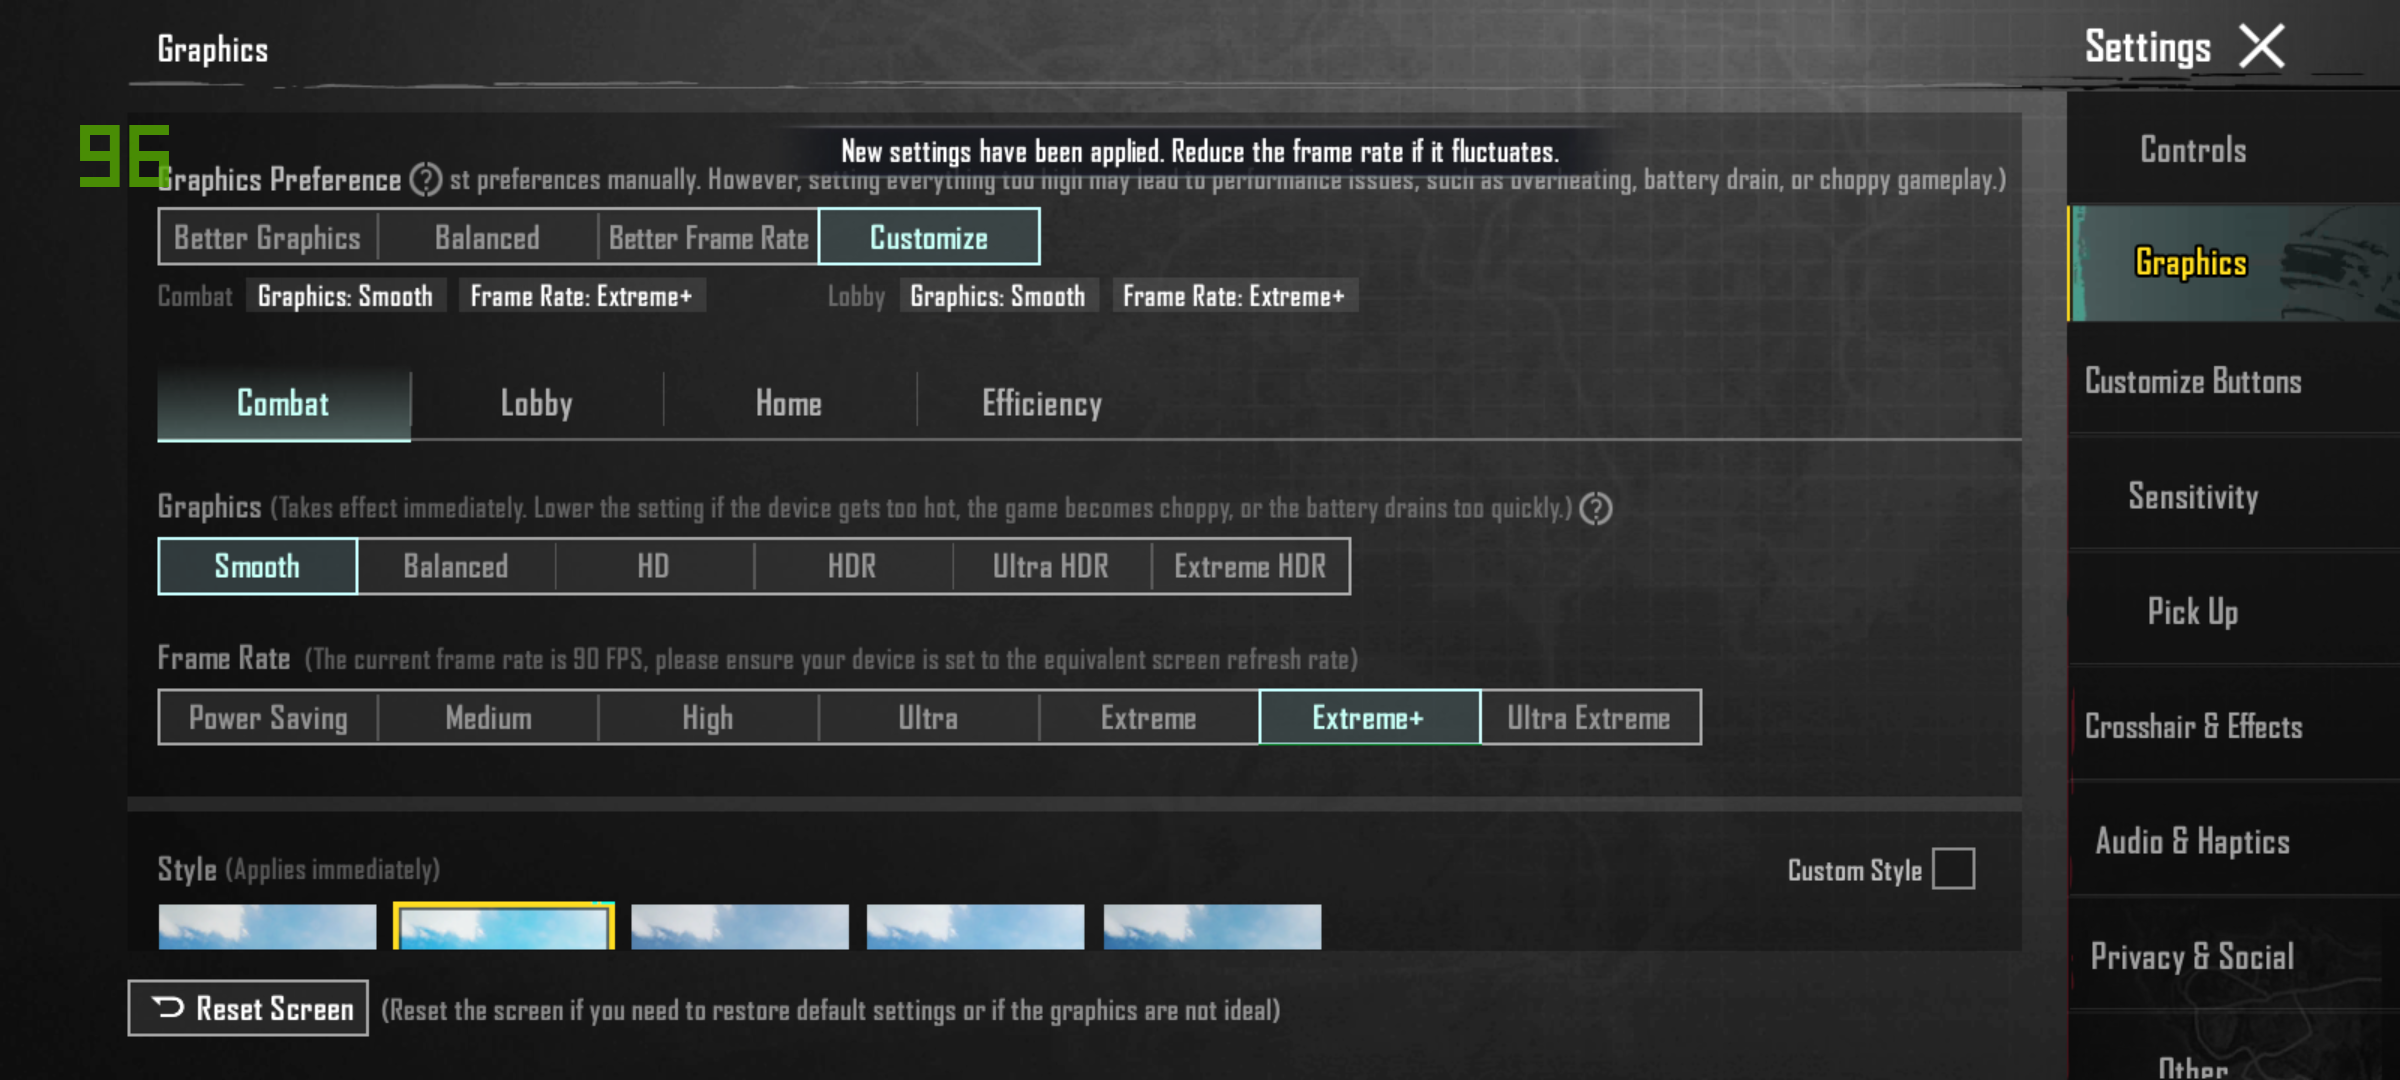 Graphics
Settings
96
New settings have been applied. Reduce the frame rate if it fluctuates.
Graphics Preference ? st preferences manually. However, setting everything too high may lead to performance issues, such as overheating, battery drain, or choppy gameplay.)
Better Graphics Balanced Better Frame Rate Customize
Combat Graphics: Smooth Frame Rate: Extreme+ Lobby Graphics: Smooth Frame Rate: Extreme+
Combat Lobby Home Efficiency
Graphics (Takes effect immediately. Lower the setting if the device gets too hot, the game becomes choppy, or the battery drains too quickly.) ?
Smooth Balanced HD HDR Ultra HDR Extreme HDR
Frame Rate (The current frame rate is 90 FPS, please ensure your device is set to the equivalent screen refresh rate)
Power Saving Medium High Ultra Extreme Extreme+ Ultra Extreme
Style (Applies immediately)
Custom Style
Reset Screen (Reset the screen if you need to restore default settings or if the graphics are not ideal)
Controls
Graphics
Customize Buttons
Sensitivity
Pick Up
Crosshair & Effects
Audio & Haptics
Privacy & Social
Other